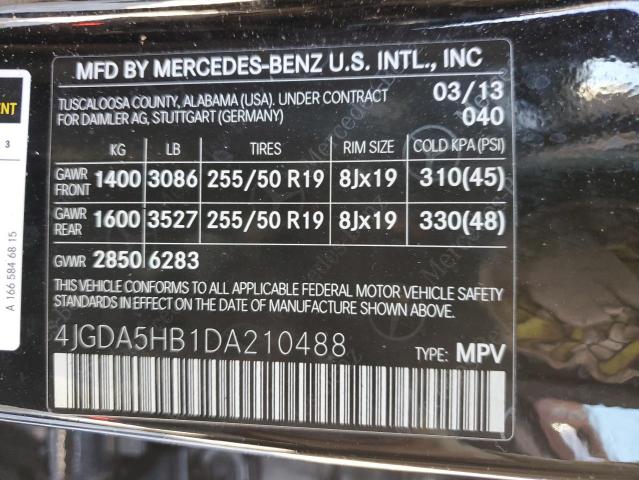 MFD BY MERCEDES-BENZ U.S. INTL., INC
TUSCALOOSA COUNTY, ALABAMA (USA). UNDER CONTRACT 03/13
FOR DAIMLER AG, STUTTGART (GERMANY) 040
KG LB TIRES RIM SIZE COLD KPA (PSI)
GAWR FRONT 1400 3086 255/50 R19 8Jx19 310(45)
GAWR REAR 1600 3527 255/50 R19 8Jx19 330(48)
GVWR 2850 6283
THIS VEHICLE CONFORMS TO ALL APPLICABLE FEDERAL MOTOR VEHICLE SAFETY
STANDARDS IN EFFECT ON THE DATE OF MANUFACTURE SHOWN ABOVE.
4JGDA5HB1DA210488 TYPE: MPV
3
A 166 584 68 15